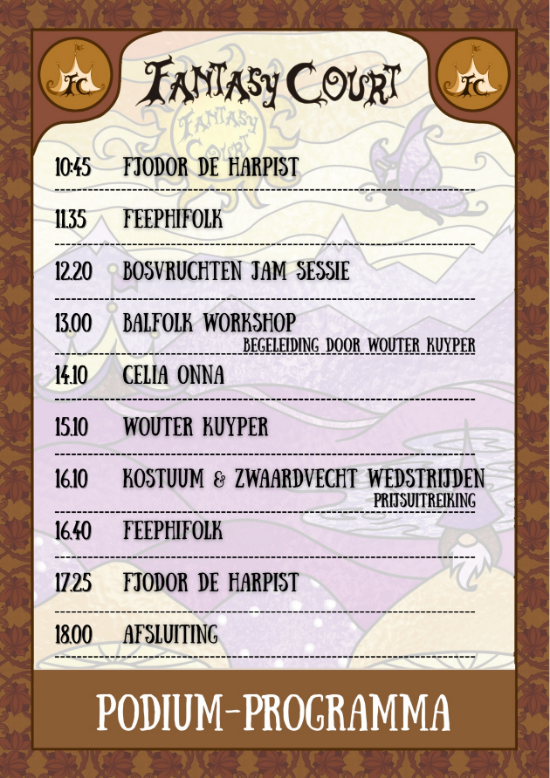 FC
FANTASY COURT
FC
FANTASY COURT
10:45 FJODOR DE HARPIST
11.35 FEEPHIFOLK
12.20 BOSVRUCHTEN JAM SESSIE
13.00 BALFOLK WORKSHOP
BEGELEIDING DOOR WOUTER KUYPER
14.10 CELIA ONNA
15.10 WOUTER KUYPER
16.10 KOSTUUM & ZWAARDVECHT WEDSTRIJDEN
PRIJSUITREIKING
16.40 FEEPHIFOLK
17.25 FJODOR DE HARPIST
18.00 AFSLUITING
PODIUM-PROGRAMMA